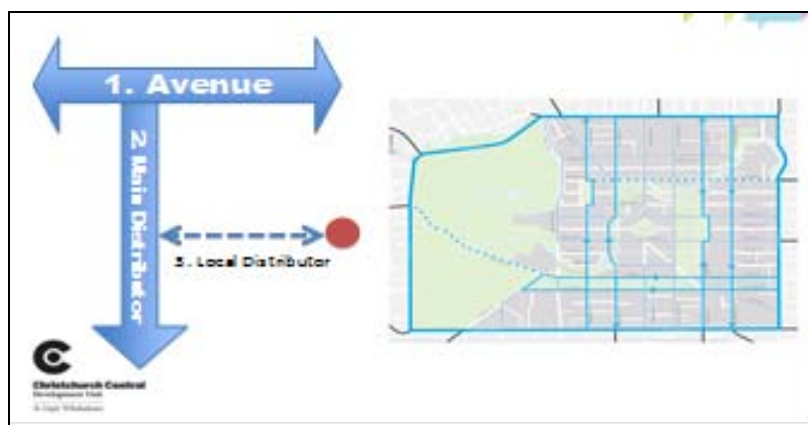 1. Avenue
2 Main Distributor
3. Local Distributor
Christchurch Central
Development Unit